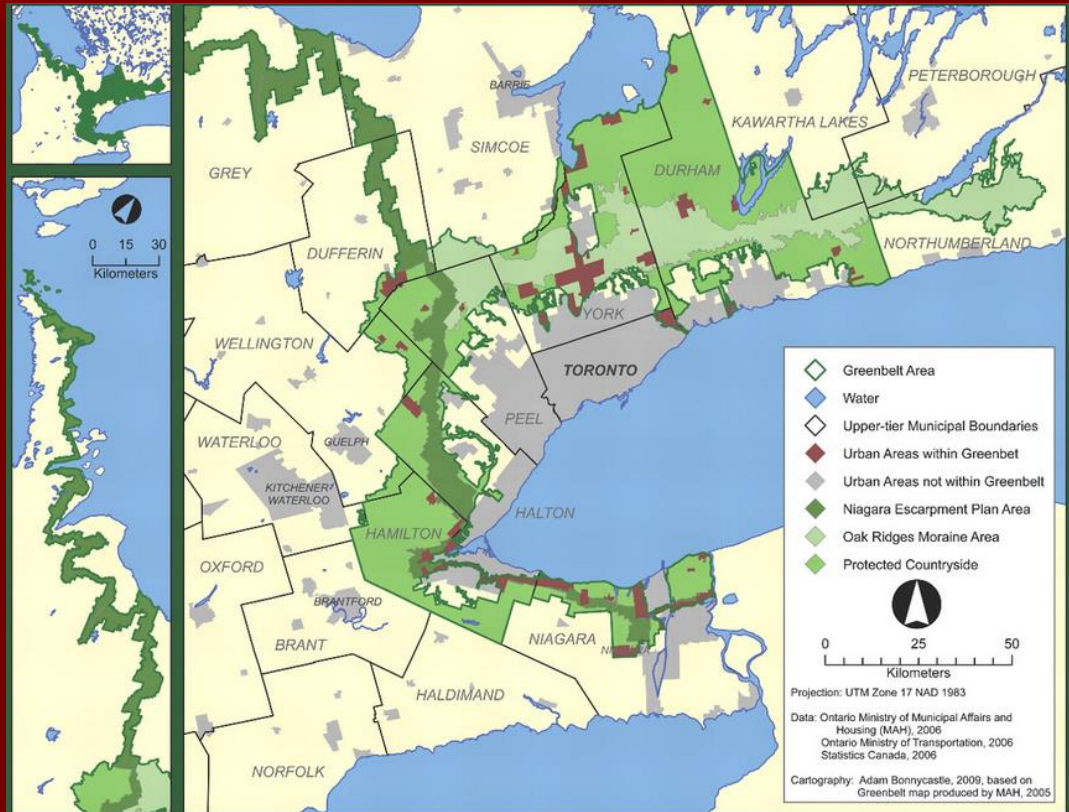 BARRIE
PETERBOROUGH
KAWARTHA LAKES
SIMCOE
GREY
DURHAM
DUFFERIN
NORTHUMBERLAND
0 15 30
Kilometers
YORK
WELLINGTON
TORONTO
PEEL
WATERLOO
GUELPH
KITCHENER
WATERLOO
HALTON
HAMILTON
OXFORD
BRANTFORD
BRANT
NIAGARA
HALDIMAND
NORFOLK
Greenbelt Area
Water
Upper-tier Municipal Boundaries
Urban Areas within Greenbet
Urban Areas not within Greenbelt
Niagara Escarpment Plan Area
Oak Ridges Moraine Area
Protected Countryside
0 25 50
Kilometers
Projection: UTM Zone 17 NAD 1983
Data: Ontario Ministry of Municipal Affairs and
Housing (MAH), 2006
Ontario Ministry of Transportation, 2006
Statistics Canada, 2006
Cartography: Adam Bonnycastle, 2009, based on
Greenbelt map produced by MAH, 2005